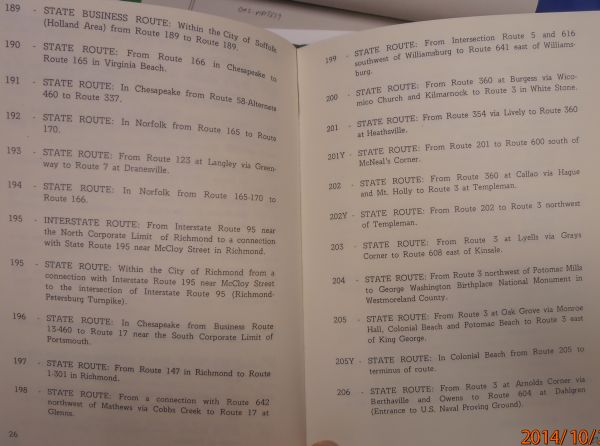 189 - STATE BUSINESS ROUTE: Within the City of Suffolk
(Holland Area) from Route 189 to Route 189.
190 - STATE ROUTE: From Route 166 in Chesapeake to
Route 165 in Virginia Beach.
191 - STATE ROUTE: In Chesapeake from Route 58-Alternate
460 to Route 337.
192 - STATE ROUTE: In Norfolk from Route 165 to Route
170.
193 - STATE ROUTE: From Route 123 at Langley via Green-
way to Route 7 at Dranesville.
194 - STATE ROUTE: In Norfolk from Route 165-170 to
Route 166.
195 - INTERSTATE ROUTE: From Interstate Route 95 near
the North Corporate Limit of Richmond to a connection
with State Route 195 near McCloy Street in Richmond.
195 - STATE ROUTE: Within the City of Richmond from a
connection with Interstate Route 195 near McCloy Street
to the intersection of Interstate Route 95 (Richmond-
Petersburg Turnpike).
196 - STATE ROUTE: In Chesapeake from Business Route
13-460 to Route 17 near the South Corporate Limit of
Portsmouth.
197 - STATE ROUTE: From Route 147 in Richmond to Route
1-301 in Richmond.
198 - STATE ROUTE: From a connection with Route 642
northwest of Mathews via Cobbs Creek to Route 17 at
Glenns.
26
199 - STATE ROUTE: From Intersection Route 5 and 616
southwest of Williamsburg to Route 641 east of Williams-
burg.
200 - STATE ROUTE: From Route 360 at Burgess via Wico-
mico Church and Kilmarnock to Route 3 in White Stone.
201 - STATE ROUTE: From Route 354 via Lively to Route 360
at Heathsville.
201Y - STATE ROUTE: From Route 201 to Route 600 south of
McNeal's Corner.
202 - STATE ROUTE: From Route 360 at Callao via Hague
and Mt. Holly to Route 3 at Templeman.
202Y - STATE ROUTE: From Route 202 to Route 3 northwest
of Templeman.
203 - STATE ROUTE: From Route 3 at Lyells via Grays
Corner to Route 608 east of Kinsale.
204 - STATE ROUTE: From Route 3 northwest of Potomac Mills
to George Washington Birthplace National Monument in
Westmoreland County.
205 - STATE ROUTE: From Route 3 at Oak Grove via Monroe
Hall, Colonial Beach and Potomac Beach to Route 3 east
of King George.
205Y - STATE ROUTE: In Colonial Beach from Route 205 to
terminus of route.
206 - STATE ROUTE: From Route 3 at Arnolds Corner via
Berthaville and Owens to Route 604 at Dahlgren
(Entrance to U.S. Naval Proving Ground).
2014/10/